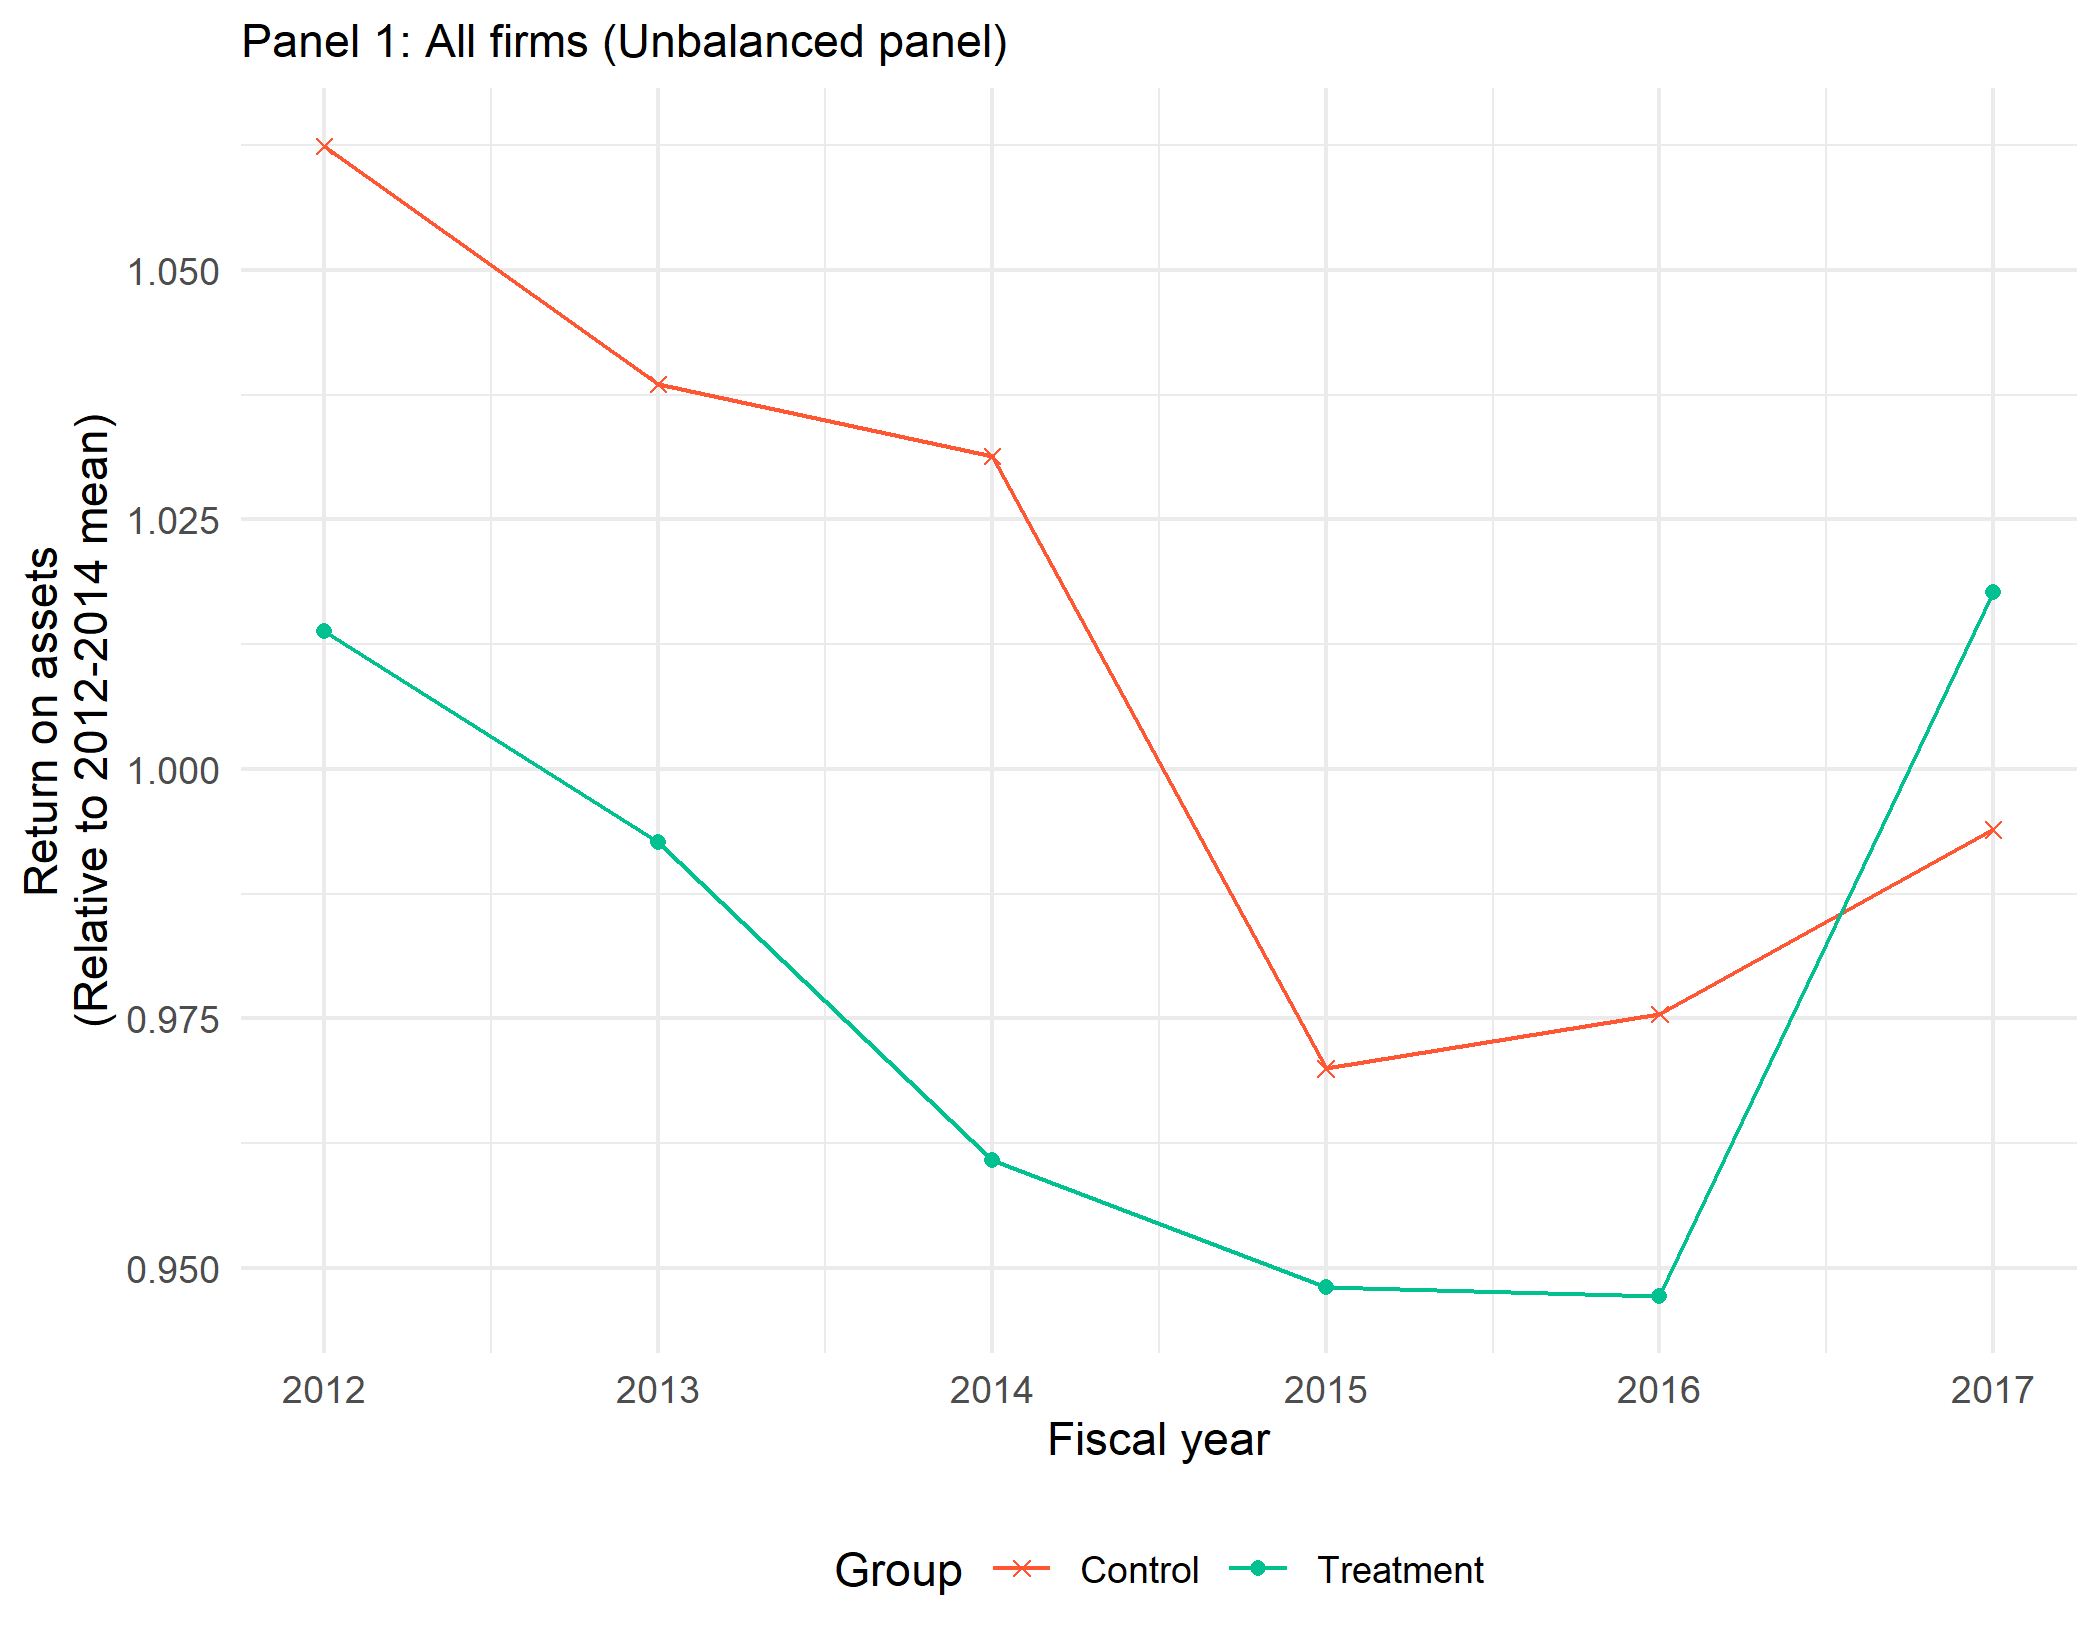 Panel 1: All firms (Unbalanced panel)
Return on assets
(Relative to 2012-2014 mean)
1.050
1.025
1.000
0.975
0.950
2012 2013 2014 2015 2016 2017
Fiscal year
Group Control Treatment